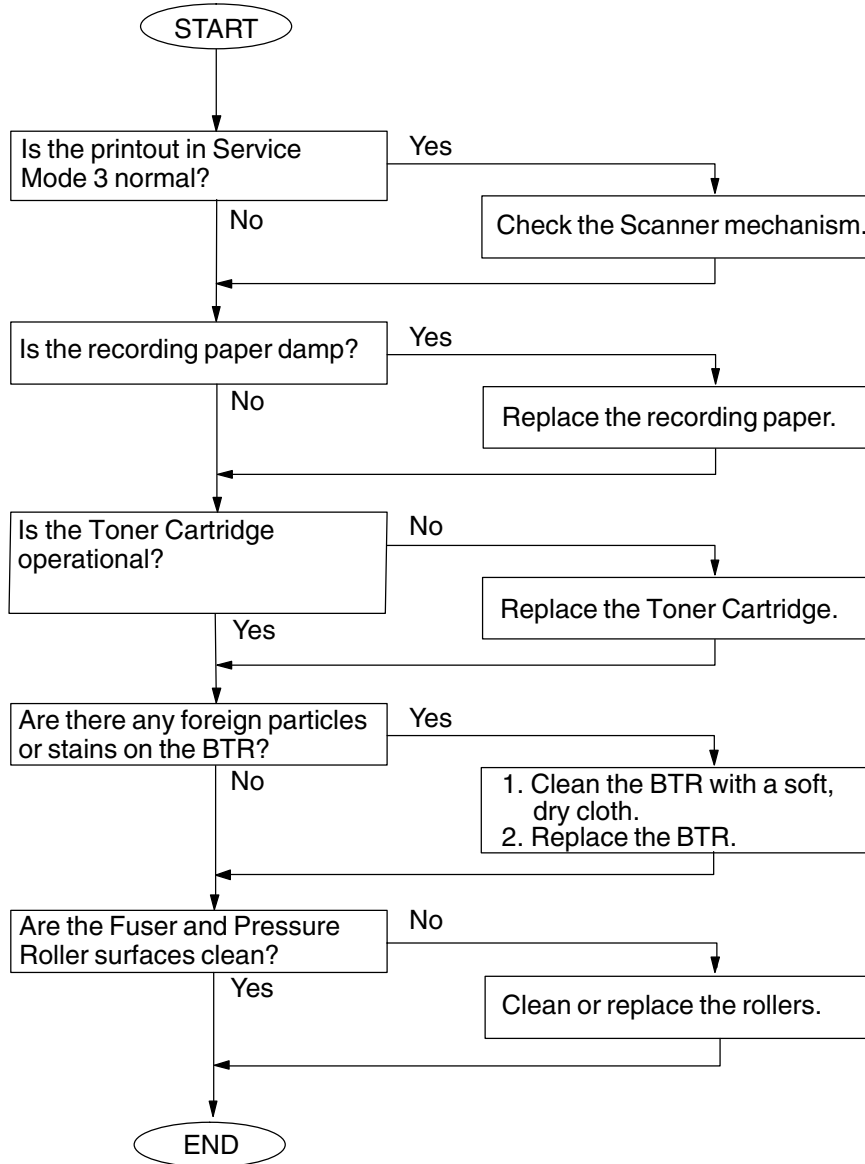 START
Is the printout in Service
Mode 3 normal?
Yes
No
Check the Scanner mechanism.
Is the recording paper damp?
Yes
No
Replace the recording paper.
Is the Toner Cartridge
operational?
No
Replace the Toner Cartridge.
Yes
Are there any foreign particles
or stains on the BTR?
Yes
No
1. Clean the BTR with a soft,
dry cloth.
2. Replace the BTR.
Are the Fuser and Pressure
Roller surfaces clean?
No
Yes
Clean or replace the rollers.
END